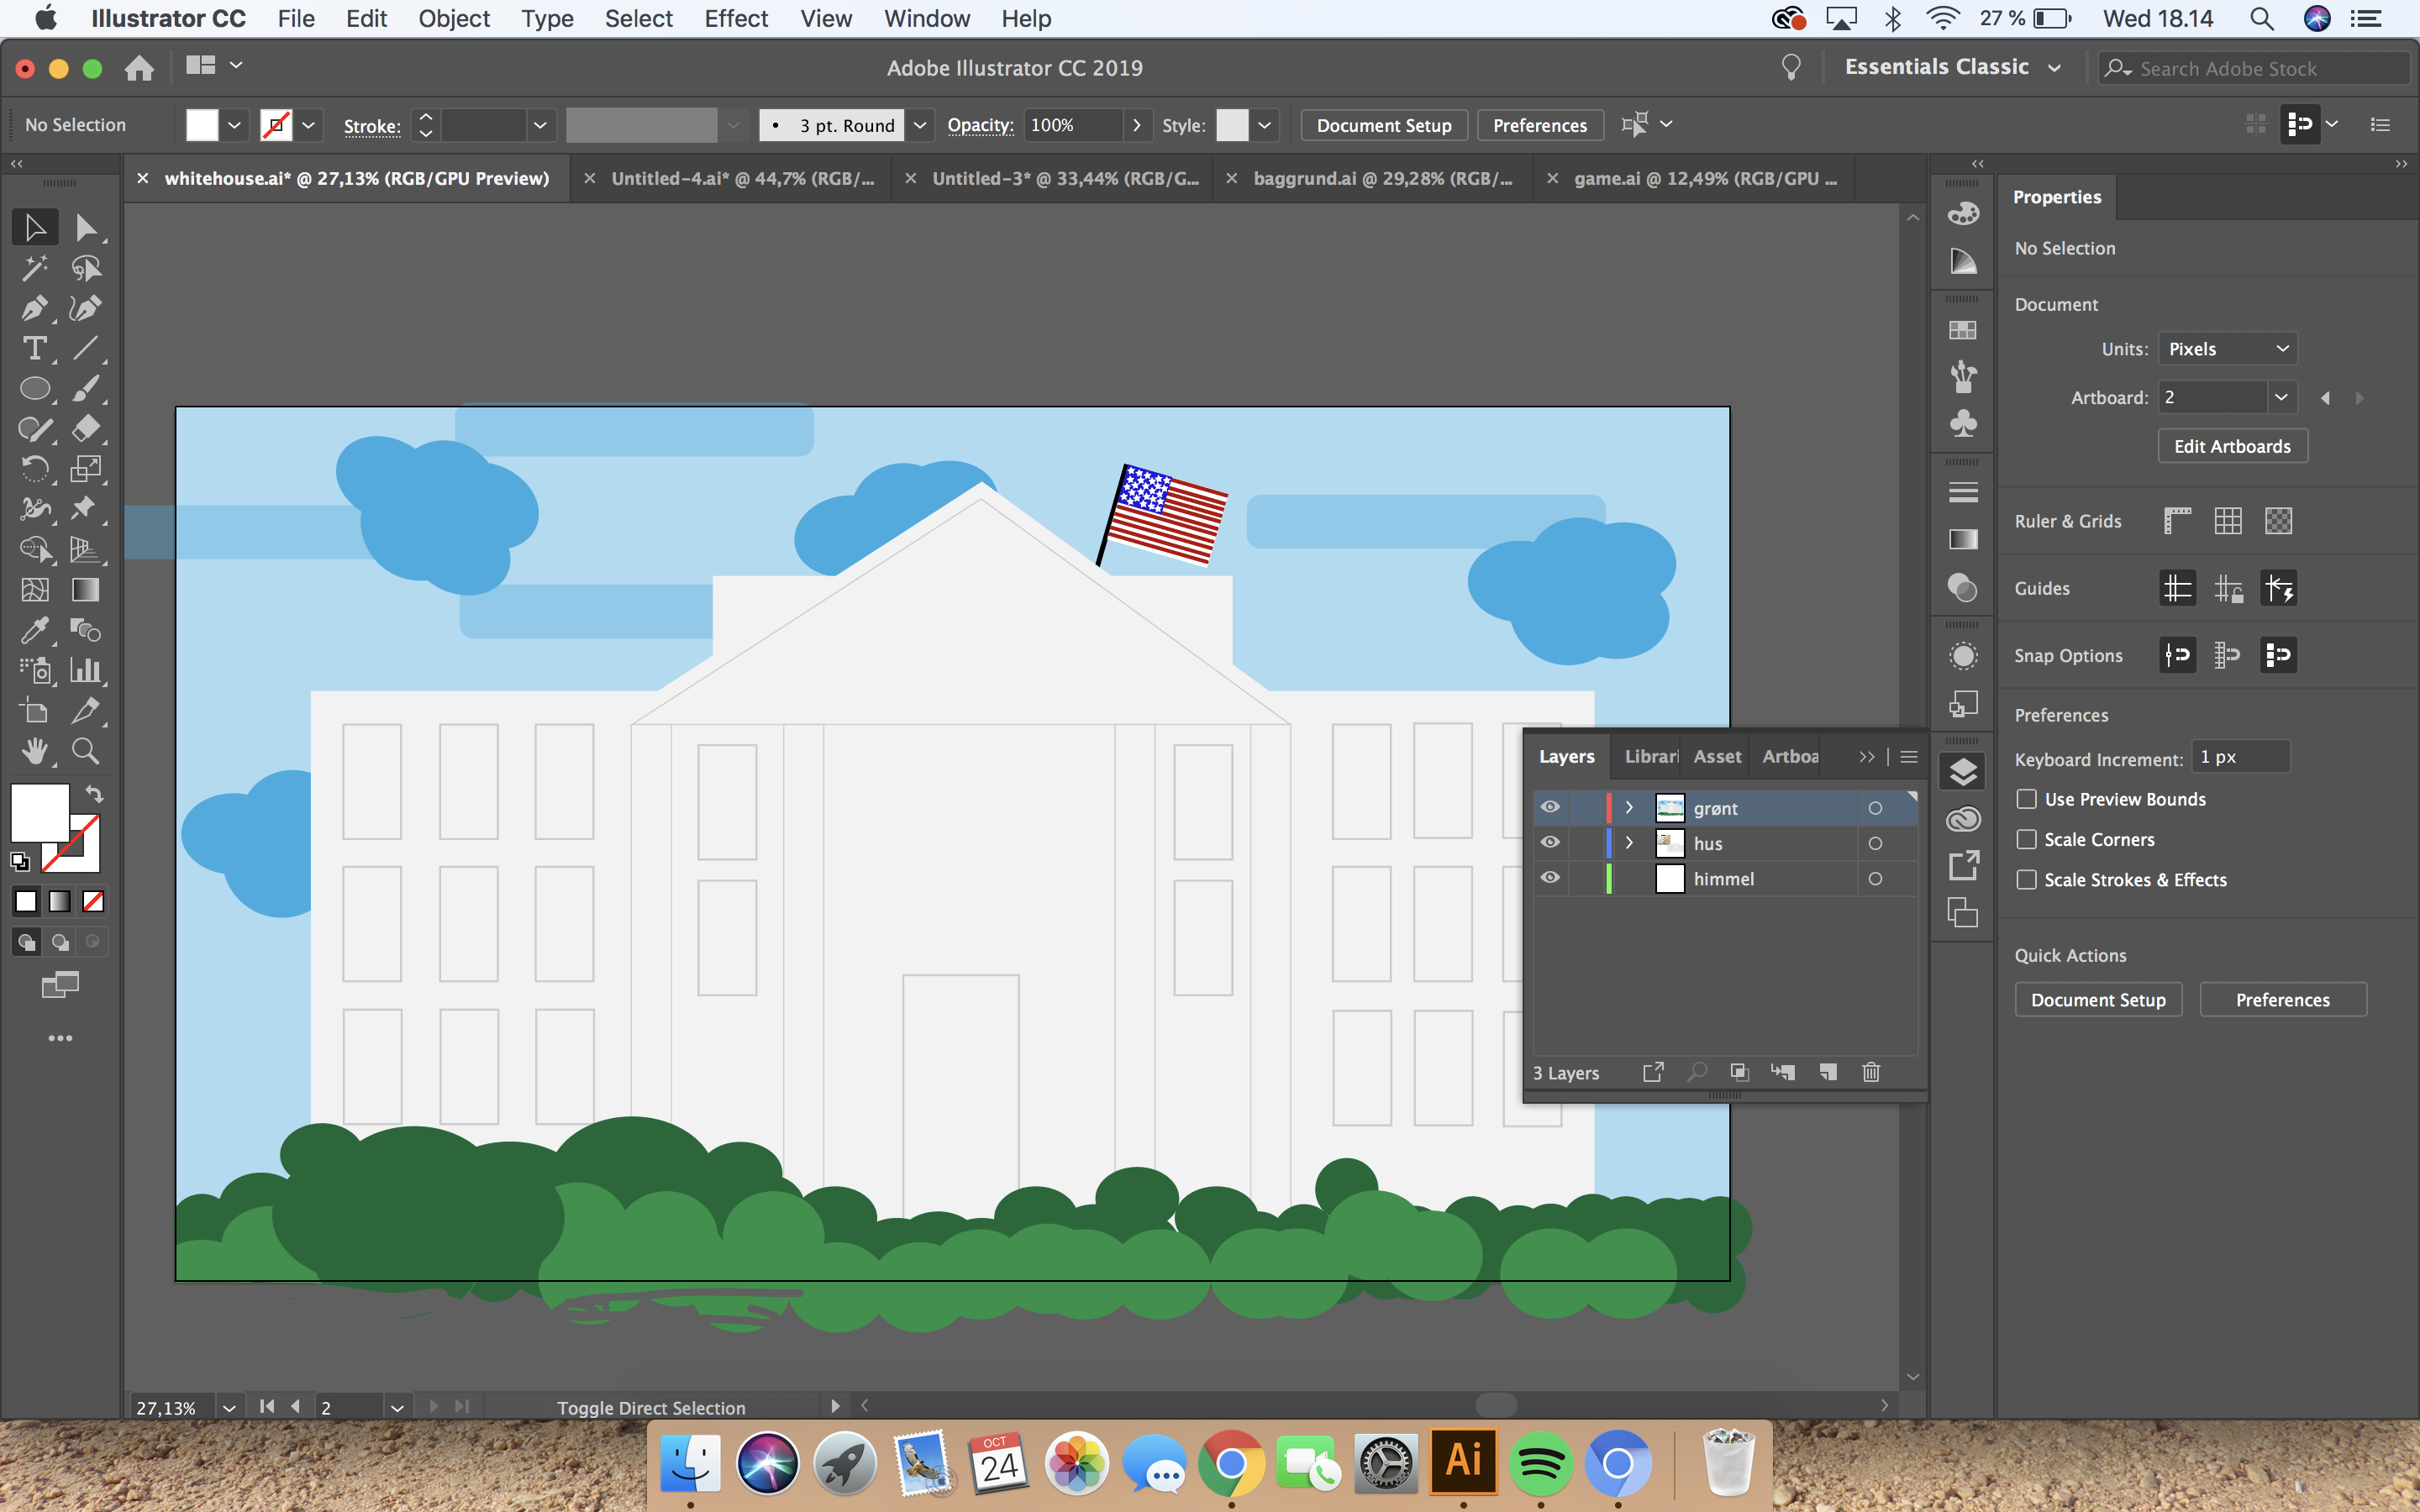 Illustrator CC File Edit Object Type Select Effect View Window Help 27 % Wed 18.14
Adobe Illustrator CC 2019 Essentials Classic Search Adobe Stock
No Selection Stroke: 3 pt. Round Opacity: 100% Style: Document Setup Preferences
whitehouse.ai* @ 27,13% (RGB/GPU Preview) Untitled-4.ai* @ 44,7% (RGB/... Untitled-3* @ 33,44% (RGB/G... baggrund.ai @ 29,28% (RGB/... game.ai @ 12,49% (RGB/GPU ...
Properties
No Selection
Document
Units: Pixels
Artboard: 2
Edit Artboards
Ruler & Grids
Guides
Snap Options
Preferences
Keyboard Increment: 1 px
Use Preview Bounds
Scale Corners
Scale Strokes & Effects
Quick Actions
Document Setup Preferences
Layers Librari Asset Artboa
grønt
hus
himmel
3 Layers
27,13% 2 Toggle Direct Selection
OCT
24
Ai